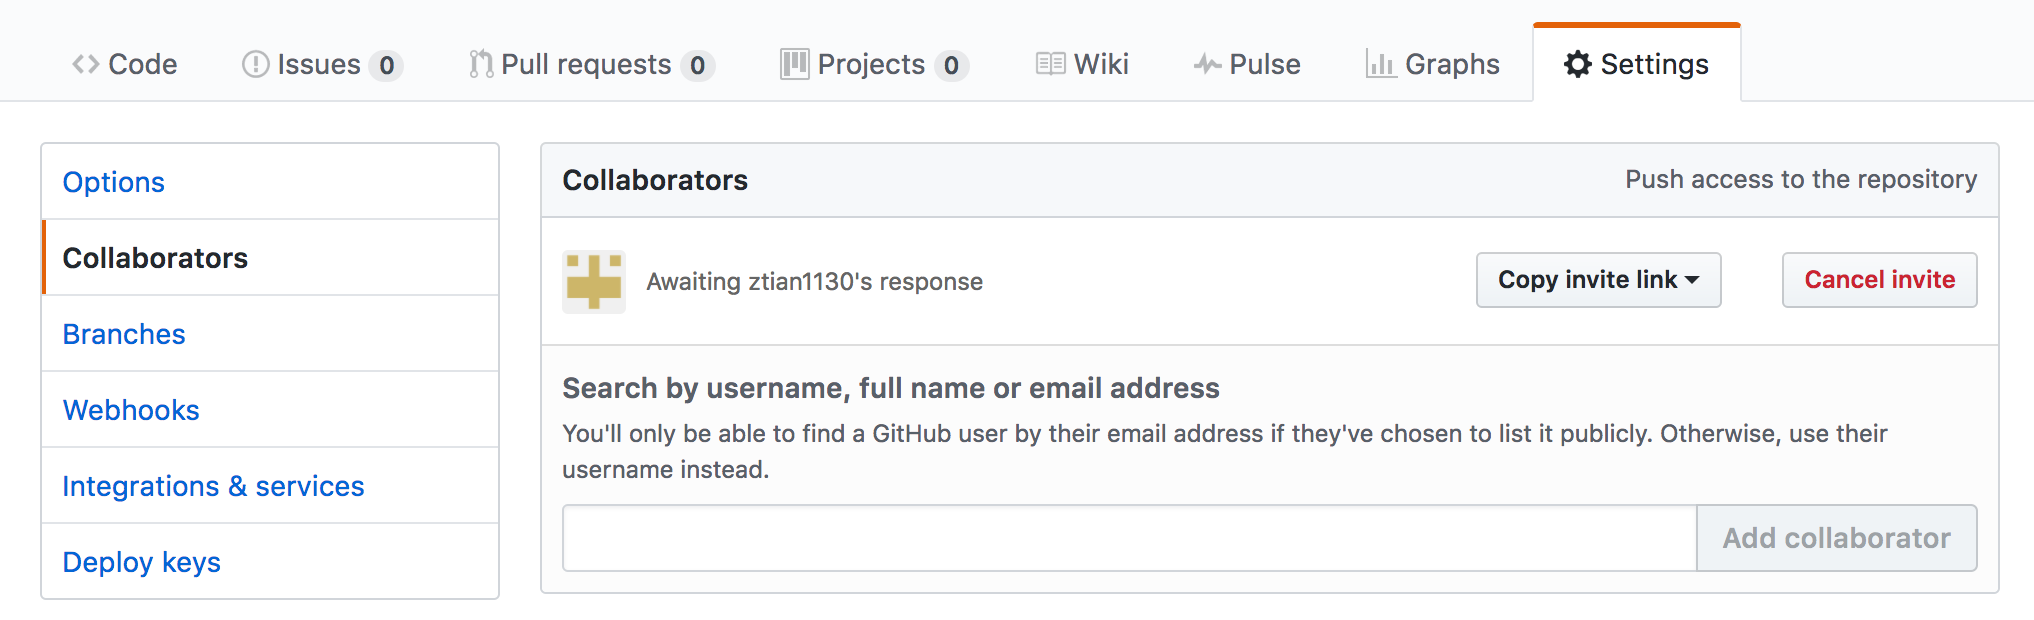 Code Issues 0 Pull requests 0 Projects 0 Wiki Pulse Graphs Settings
Options
Collaborators
Branches
Webhooks
Integrations & services
Deploy keys
Collaborators Push access to the repository
Awaiting ztian1130's response Copy invite link Cancel invite
Search by username, full name or email address
You'll only be able to find a GitHub user by their email address if they've chosen to list it publicly. Otherwise, use their
username instead.
Add collaborator